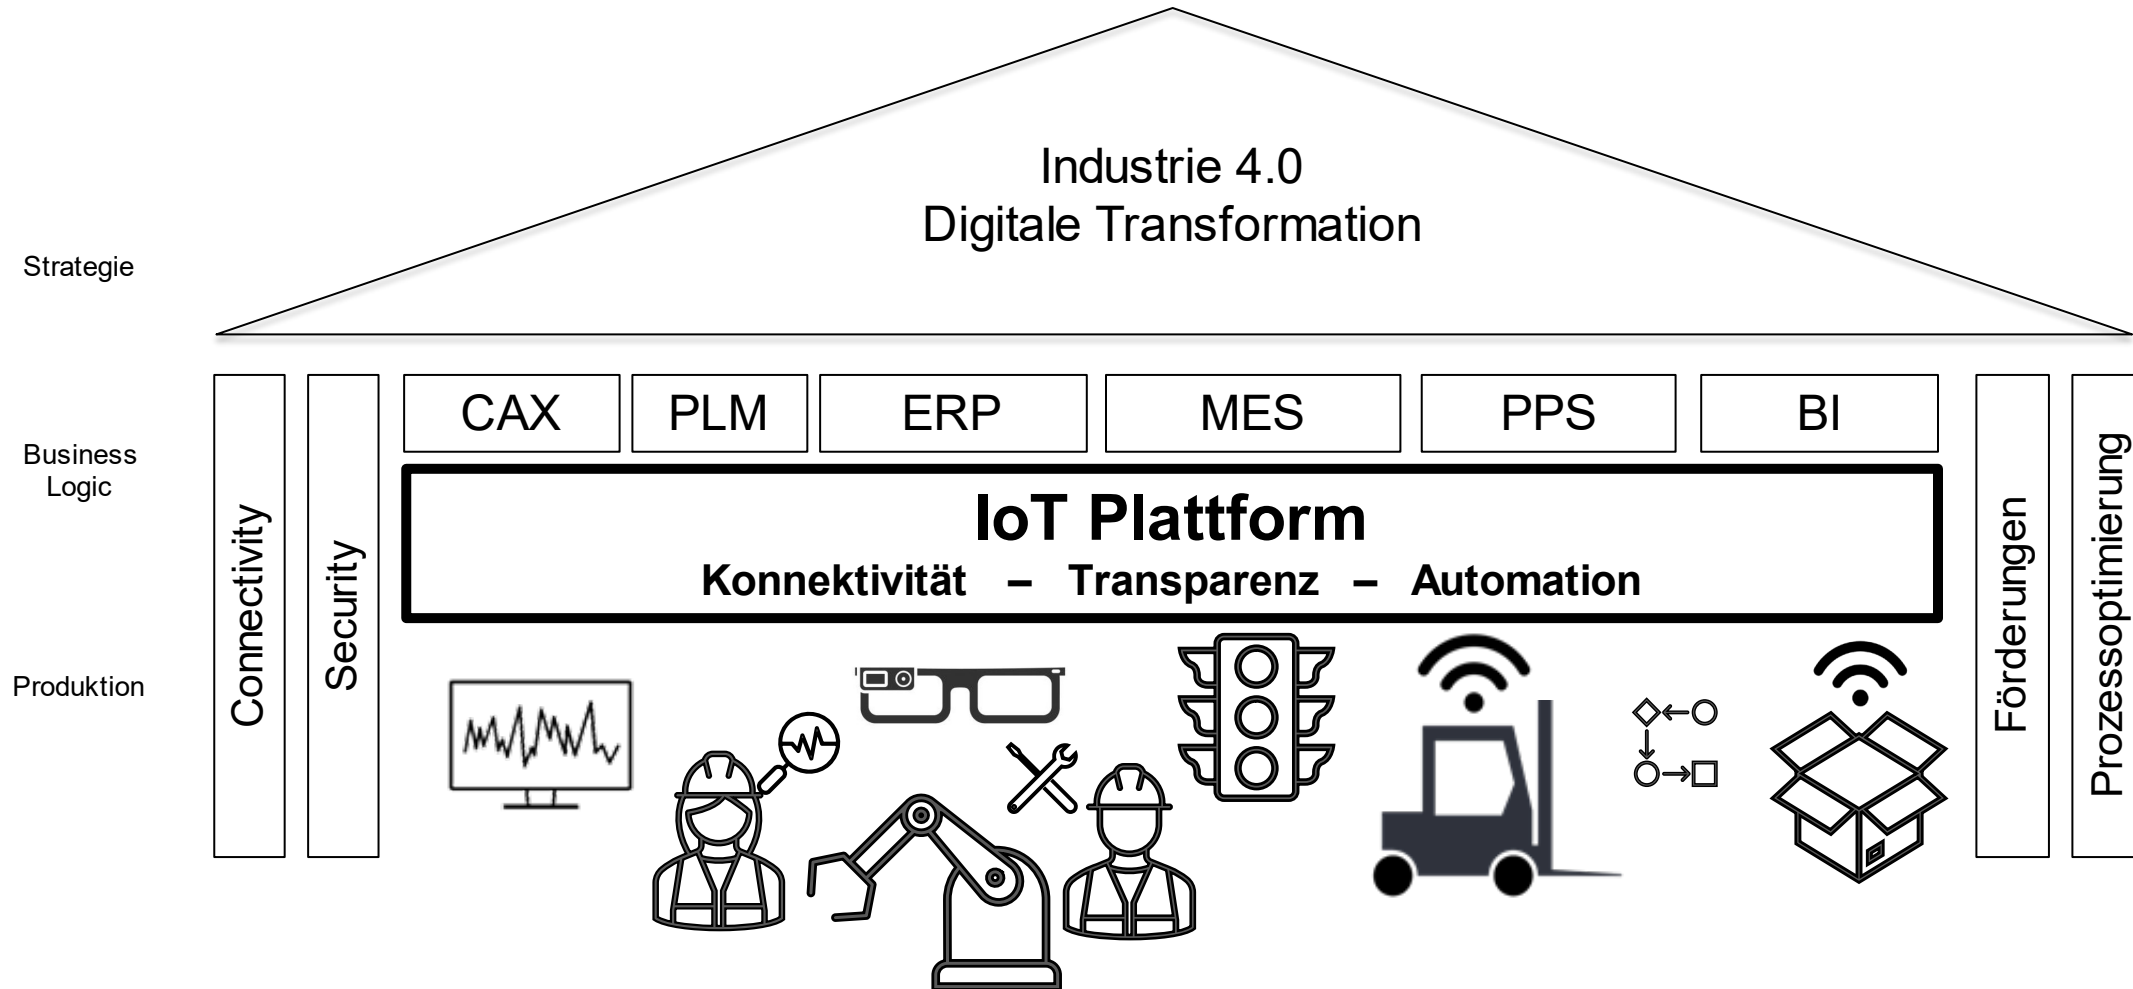 Industrie 4.0
Digitale Transformation
Strategie
CAX
PLM
ERP
MES
PPS
BI
Business
Logic
IoT Plattform
Konnektivität – Transparenz – Automation
Produktion
Connectivity
Security
Förderungen
Prozessoptimierung